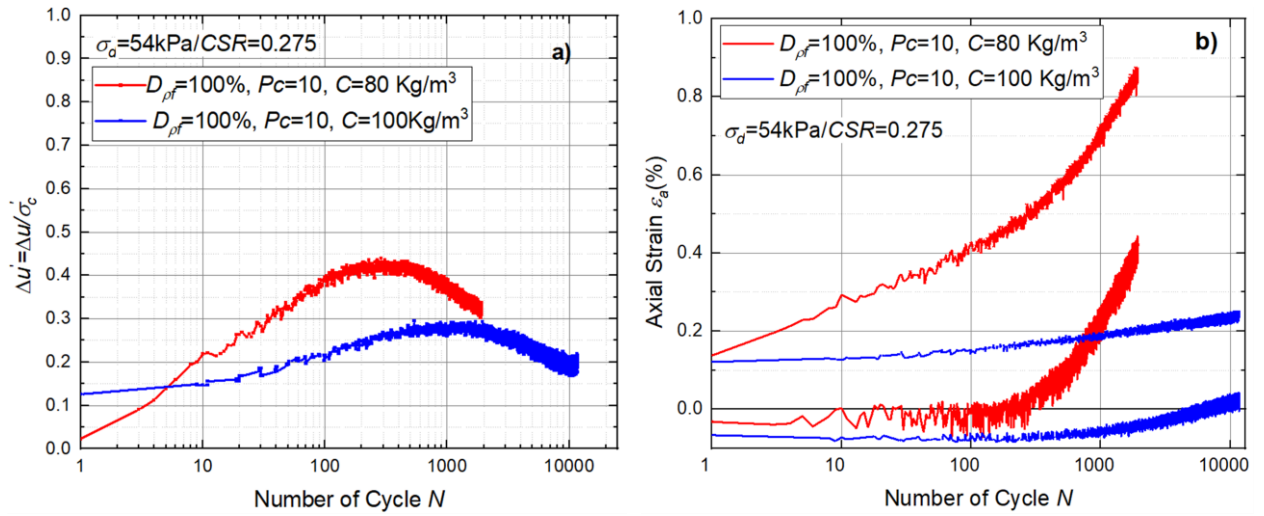 1.0
0.9
0.8
0.7
0.6
0.5
0.4
0.3
0.2
0.1
0.0
Δu'=Δu/σ'c
σd=54kPa/CSR=0.275
a)
Dρf=100%, Pc=10, C=80 Kg/m³
Dρf=100%, Pc=10, C=100Kg/m³
1 10 100 1000 10000
Number of Cycle N
1.0
0.8
0.6
0.4
0.2
0.0
Axial Strain εa(%)
b)
Dρf=100%, Pc=10, C=80 Kg/m³
Dρf=100%, Pc=10, C=100 Kg/m³
σd=54kPa/CSR=0.275
1 10 100 1000 10000
Number of Cycle N